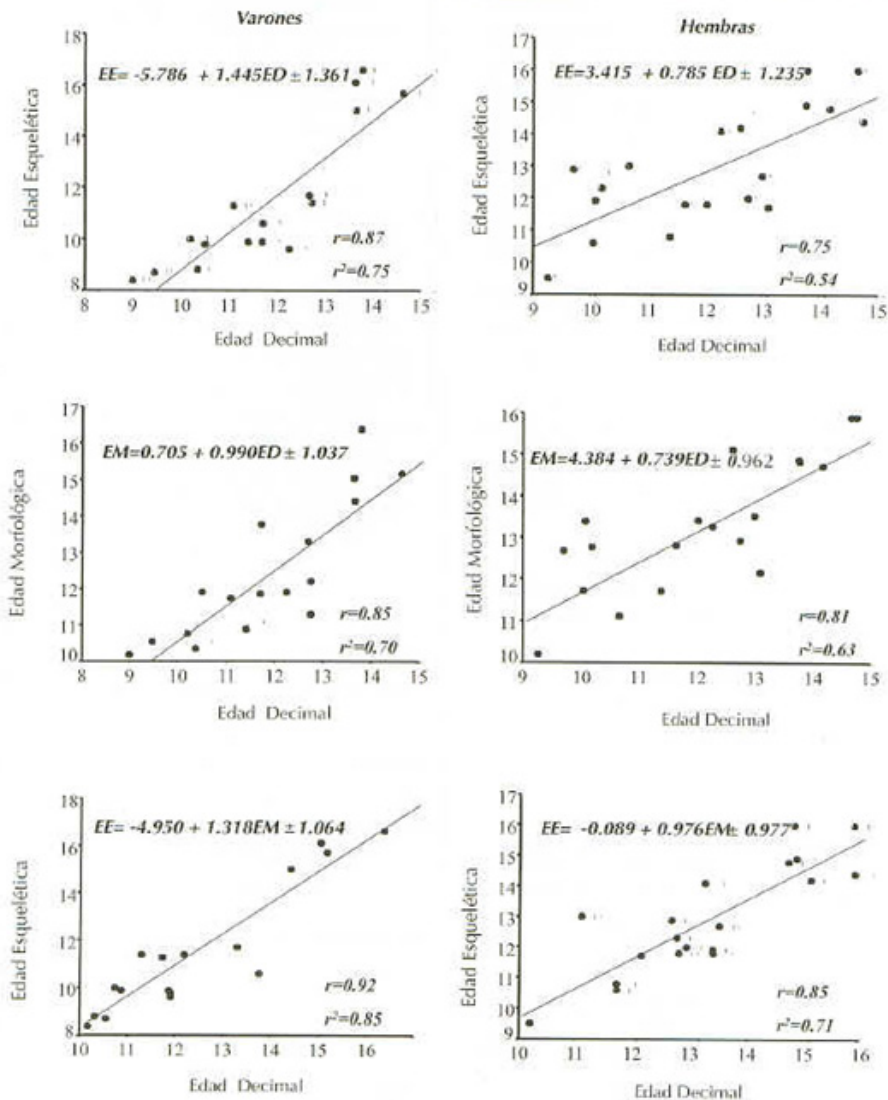 Varones
Edad Esquelética
17
16
14
12
10
8
EE= -5.786 + 1.445ED ± 1.361
r=0.87
r²=0.75
8 9 10 11 12 13 14 15
Edad Decimal
Hembras
Edad Esquelética
17
16
15
14
13
12
11
10
9
EE=3.415 + 0.785 ED ± 1.235
r=0.75
r²=0.54
9 10 11 12 13 14 15
Edad Decimal
Edad Morfológica
17
16
15
14
13
12
11
10
EM=0.705 + 0.990ED ± 1.037
r=0.85
r²=0.70
8 9 10 11 12 13 14 15
Edad Decimal
Edad Morfológica
16
15
14
13
12
11
10
EM=4.384 + 0.739ED ± 0.962
r=0.81
r²=0.63
9 10 11 12 13 14 15
Edad Decimal
Edad Esquelética
18
16
14
12
10
8
EE= -4.950 + 1.318EM ± 1.064
r=0.92
r²=0.85
10 11 12 13 14 15 16
Edad Decimal
Edad Esquelética
17
16
15
14
13
12
11
10
9
EE= -0.089 + 0.976EM± 0.977
r=0.85
r²=0.71
10 11 12 13 14 15 16
Edad Decimal